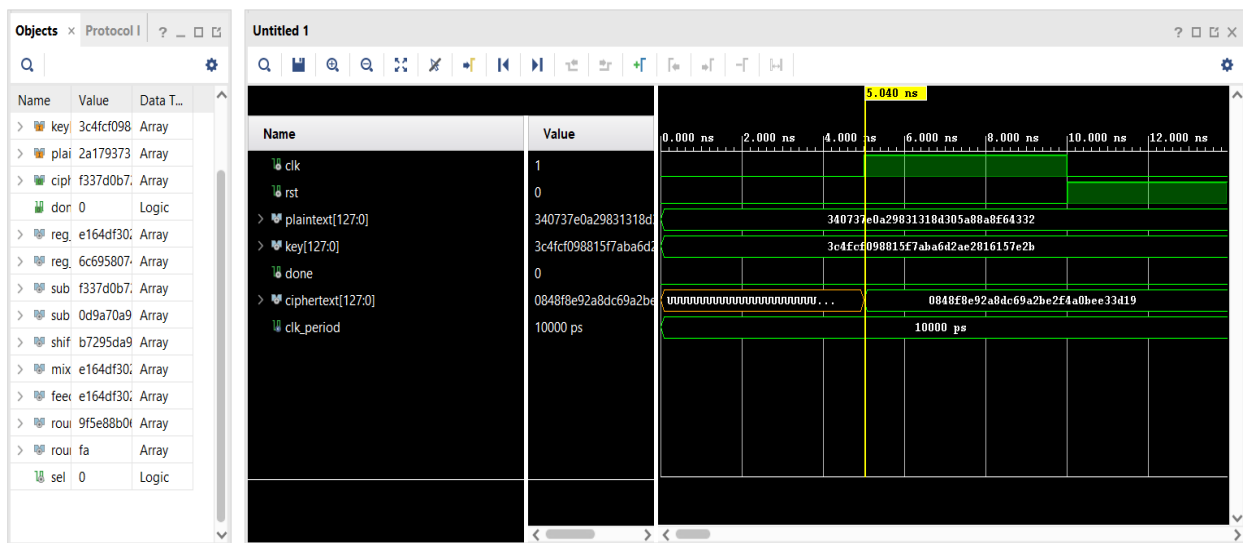 Objects × Protocol I ? _
Name Value Data T...
key 3c4fcf098 Array
plai 2a179373 Array
ciph f337d0b7: Array
don 0 Logic
reg_ e164df302 Array
reg_ 6c695807 Array
sub f337d0b7: Array
sub 0d9a70a9 Array
shif b7295da9 Array
mix e164df302 Array
feed e164df302 Array
rou 9f5e88b06 Array
rou fa Array
sel 0 Logic
Untitled 1 ?
5.040 ns
Name Value
0.000 ns 2.000 ns 4.000 ns 6.000 ns 8.000 ns 10.000 ns 12.000 ns
clk 1
rst 0
plaintext[127:0] 340737e0a29831318d: 340737e0a29831318d305a88a8f64332
key[127:0] 3c4fcf098815f7aba6d2 3c4fcf098815f7aba6d2ae2816157e2b
done 0
ciphertext[127:0] 0848f8e92a8dc69a2be UUUUUUUUUUUUUUUUUUUUUU... 0848f8e92a8dc69a2be2f4a0bee33d19
clk_period 10000 ps 10000 ps